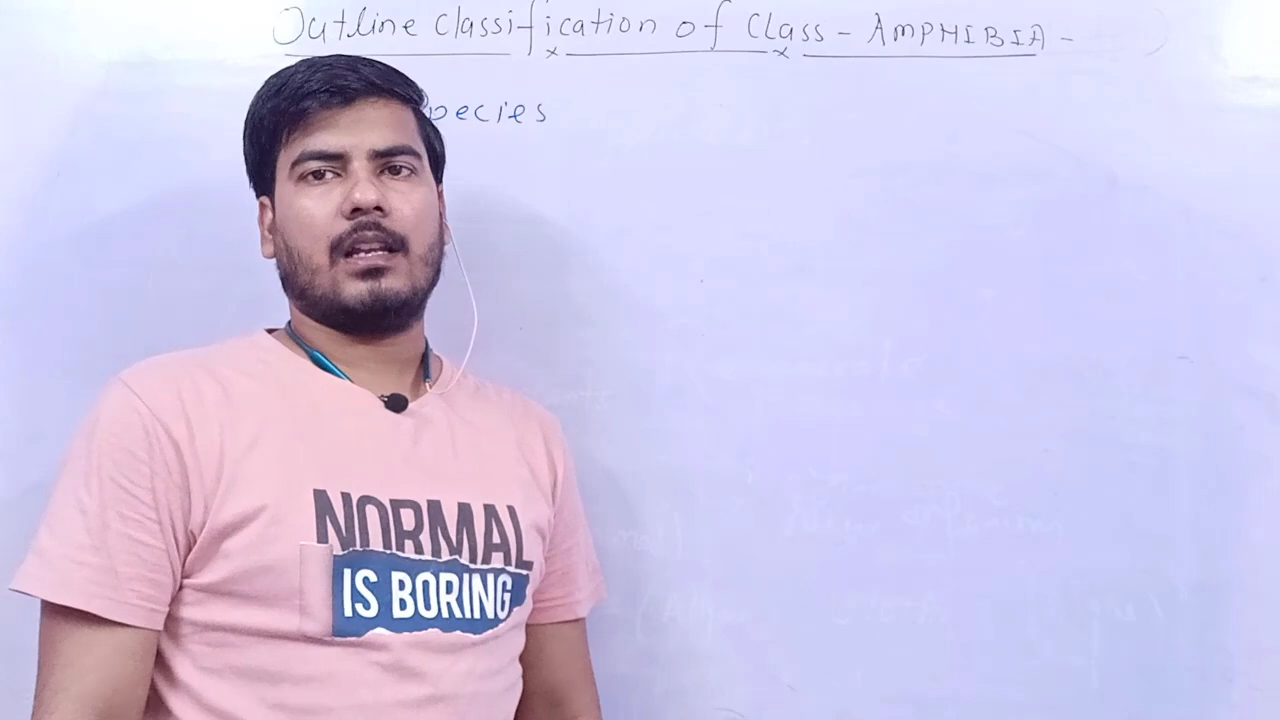 Outline classification of Class - AMPHIBIA -
pecies
NORMAL
IS BORING